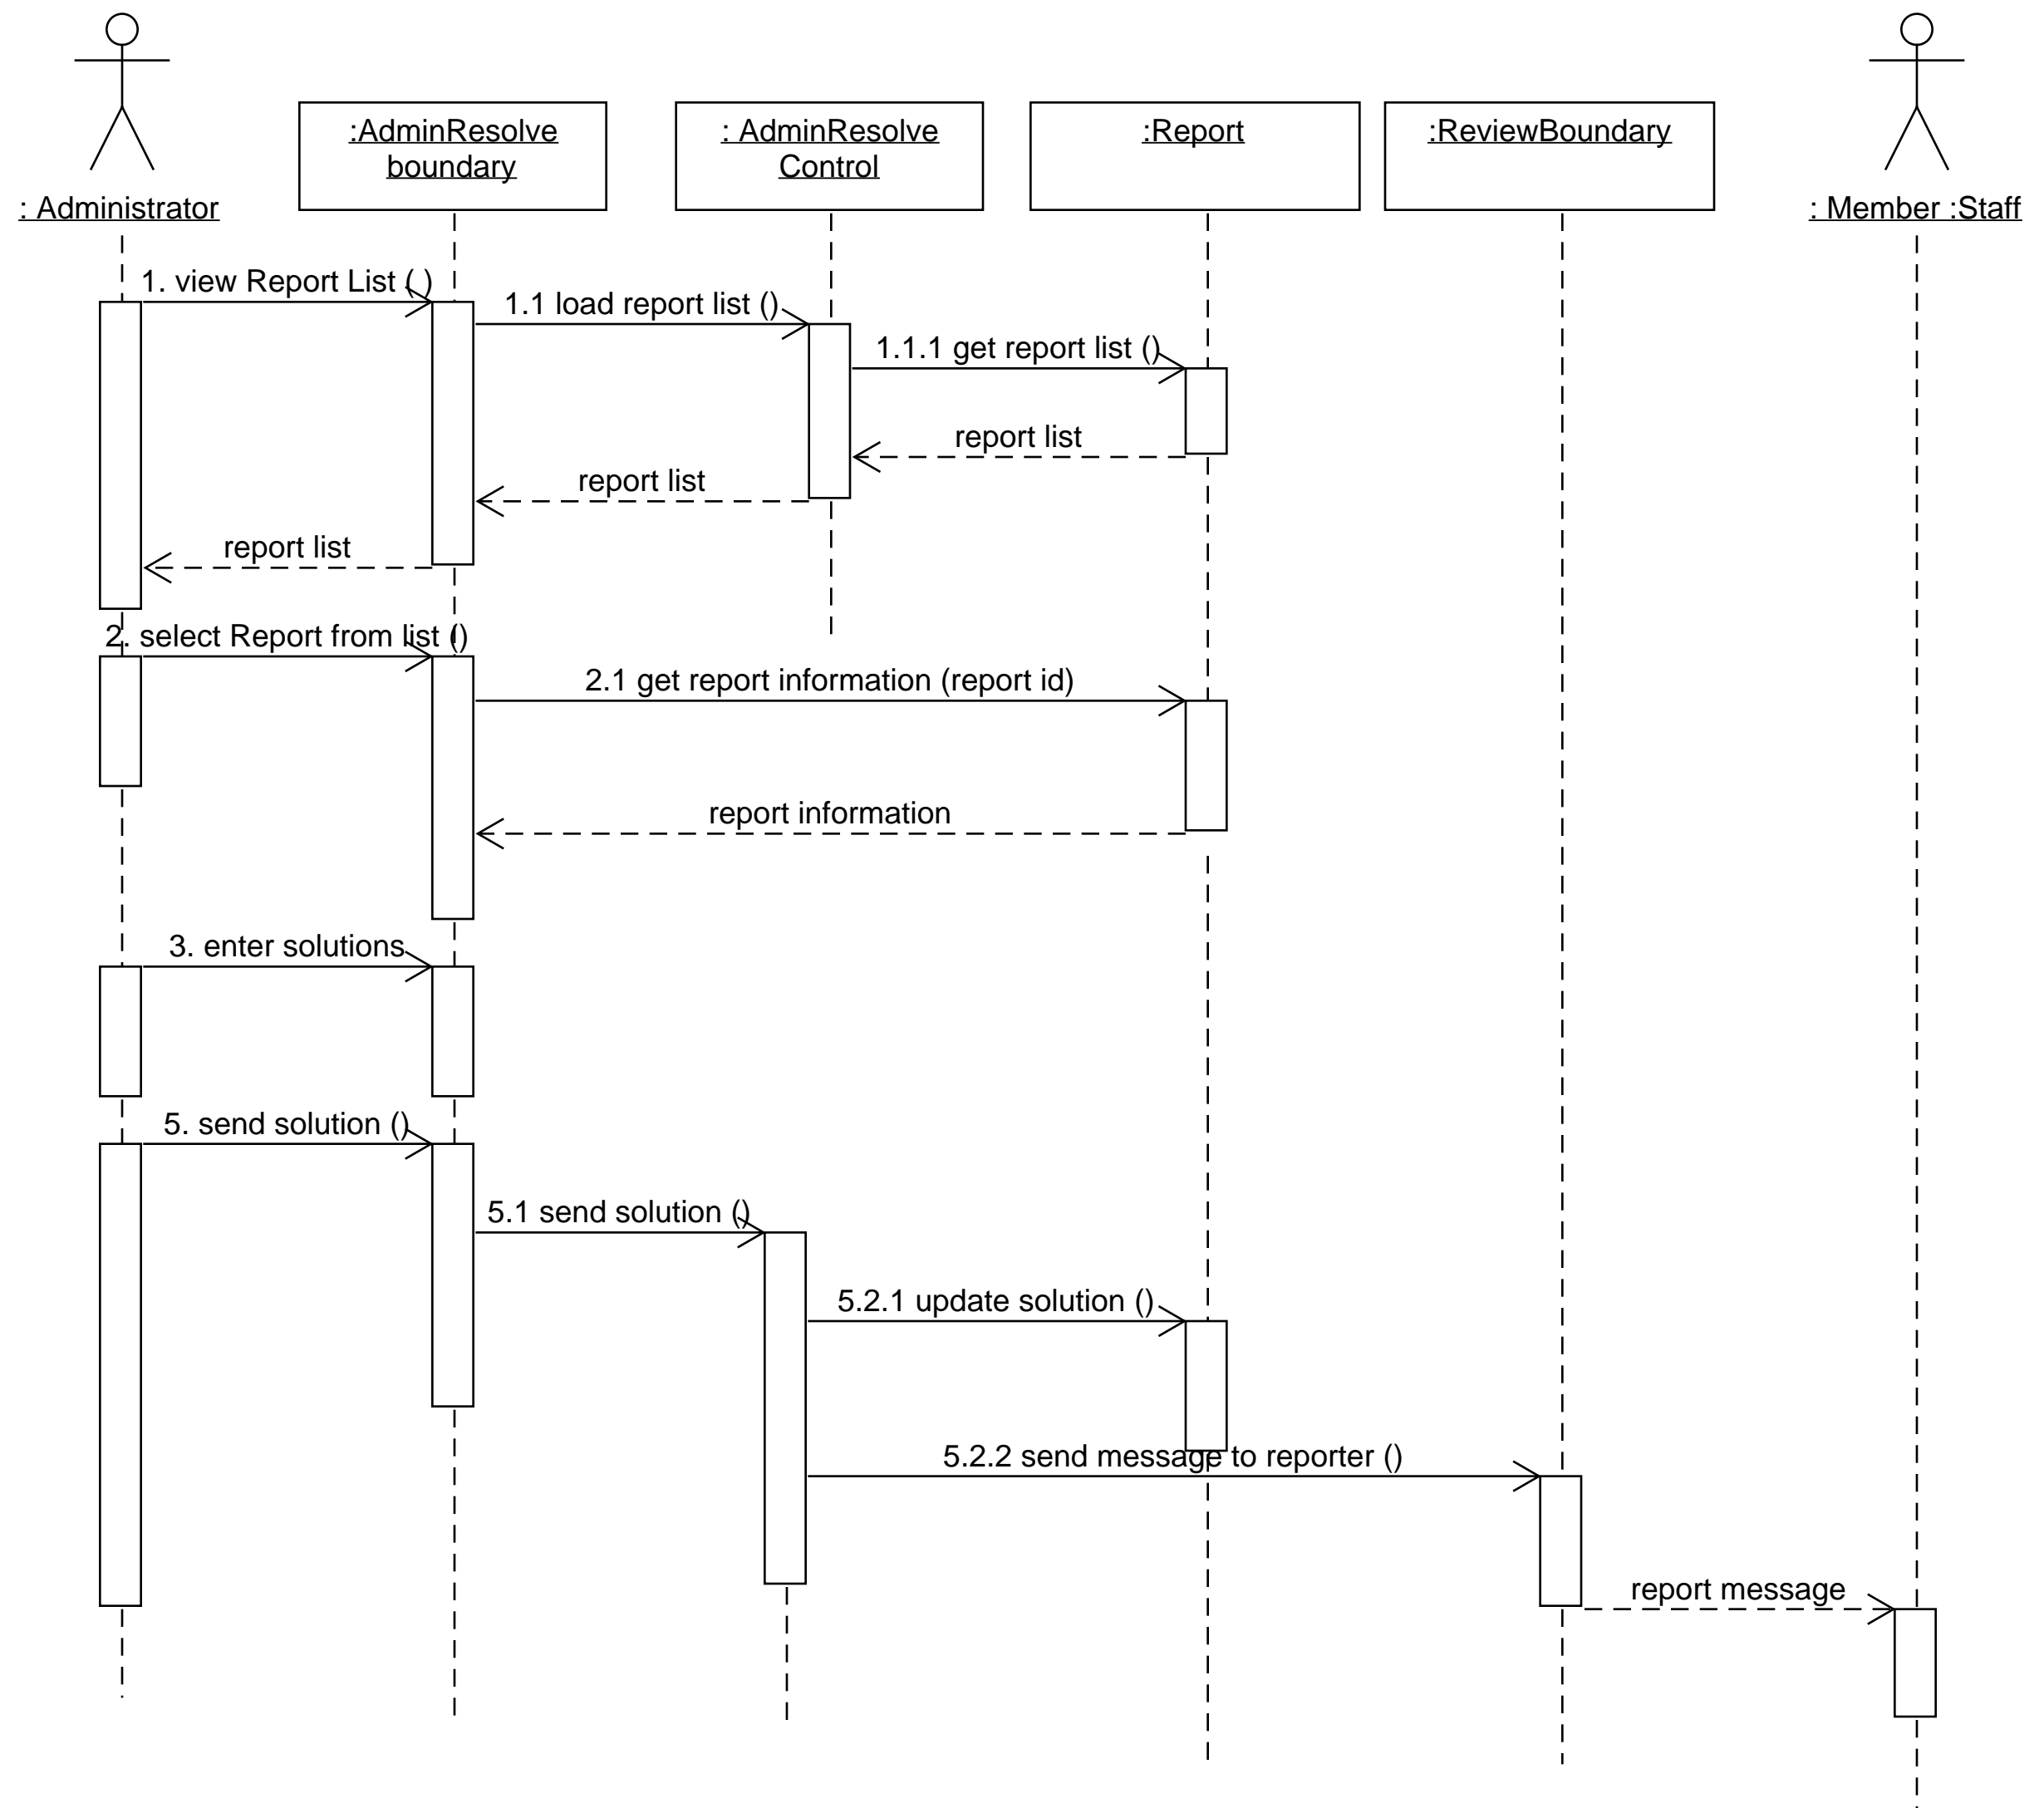 :AdminResolve
boundary
: AdminResolve
Control
:Report
:ReviewBoundary
: Administrator
: Member :Staff
1. view Report List ( )
1.1 load report list ()
1.1.1 get report list ()
report list
report list
report list
2. select Report from list ()
2.1 get report information (report id)
report information
3. enter solutions
5. send solution ()
5.1 send solution ()
5.2.1 update solution ()
5.2.2 send message to reporter ()
report message